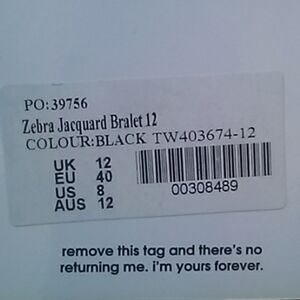 PO: 39756
Zebra Jacquard Bralet 12
COLOUR:BLACK TW403674-12
UK 12
EU 40
US 8
AUS 12
00308489
remove this tag and there's no
returning me. i'm yours forever.